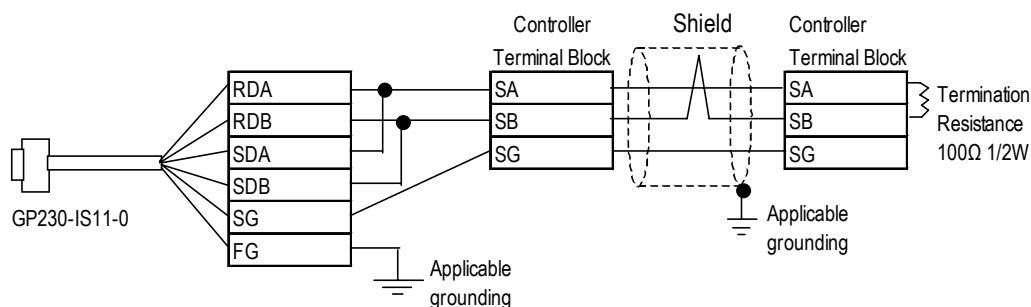 Controller
Terminal Block
Shield
Controller
Terminal Block
RDA
RDB
SDA
SDB
SG
FG
SA
SB
SG
SA
SB
SG
Termination
Resistance
100Ω 1/2W
GP230-IS11-0
Applicable
grounding
Applicable
grounding